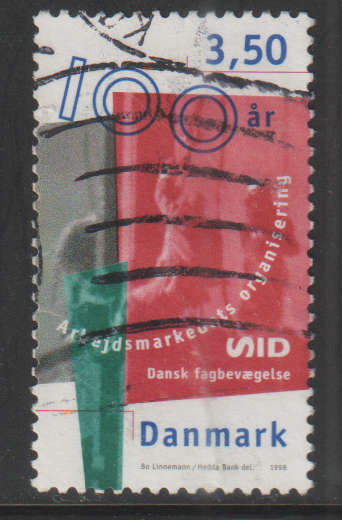 3,50
100
år
Arbejdsmarkedets organisering
SID
Dansk fagbevægelse
Danmark
Bo Linnemann / Hedda Bank del. 1998